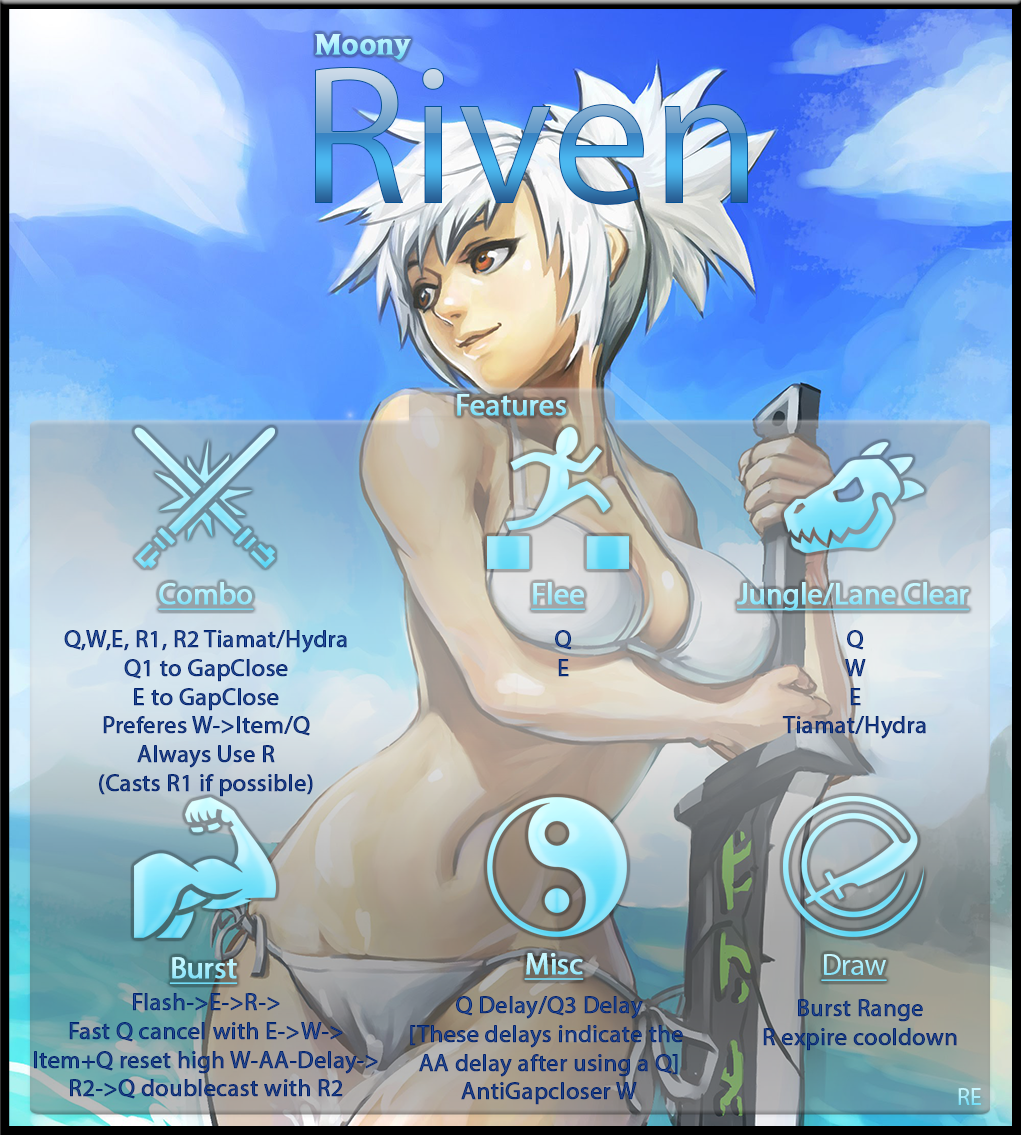 Moony
Riven
Features
Combo
Q,W,E, R1, R2 Tiamat/Hydra
Q1 to GapClose
E to GapClose
Preferes W->Item/Q
Always Use R
(Casts R1 if possible)
Flee
Q
E
Jungle/Lane Clear
Q
W
E
Tiamat/Hydra
Burst
Flash->E->R->
Fast Q cancel with E->W->
Item+Q reset high W-AA-Delay->
R2->Q doublecast with R2
Misc
Q Delay/Q3 Delay
[These delays indicate the
AA delay after using a Q]
AntiGapcloser W
Draw
Burst Range
R expire cooldown
RE